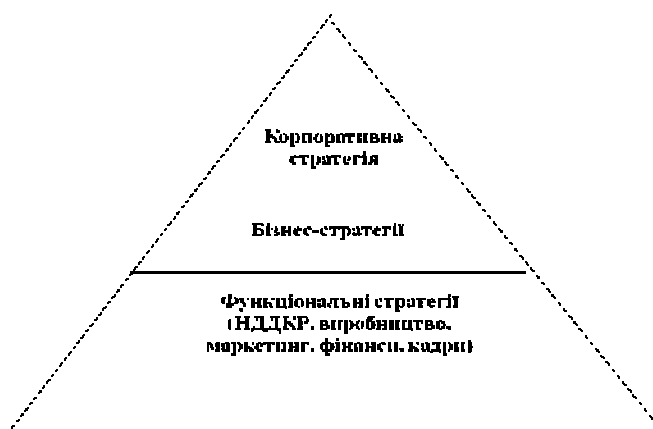 Корпоративна
стратегія
Бізнес-стратегії
Функціональні стратегії
(НДДКР, виробництво,
маркетинг, фінанси, кадри)